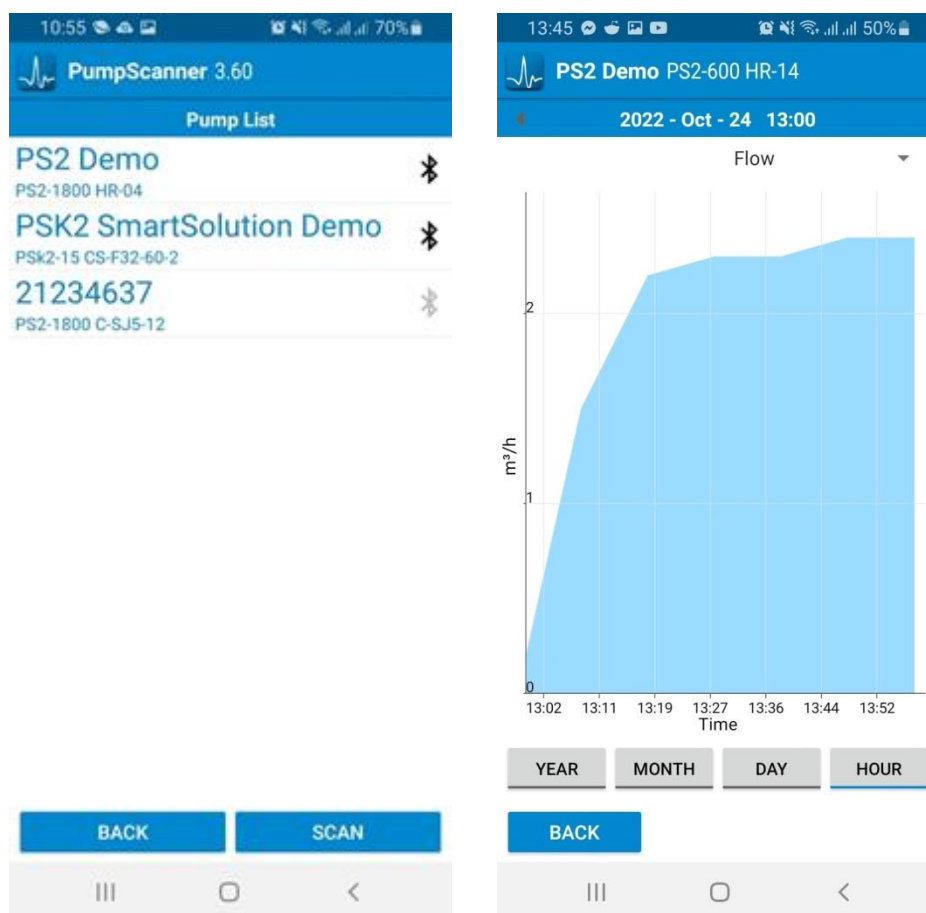 10:55 70%
PumpScanner 3.60
Pump List
PS2 Demo
PS2-1800 HR-04
PSK2 SmartSolution Demo
PSk2-15 CS-F32-60-2
21234637
PS2-1800 C-SJ5-12
BACK SCAN
13:45 50%
PS2 Demo PS2-600 HR-14
2022 - Oct - 24 13:00
Flow
2
m³/h
1
0
13:02 13:11 13:19 13:27 13:36 13:44 13:52
Time
YEAR MONTH DAY HOUR
BACK